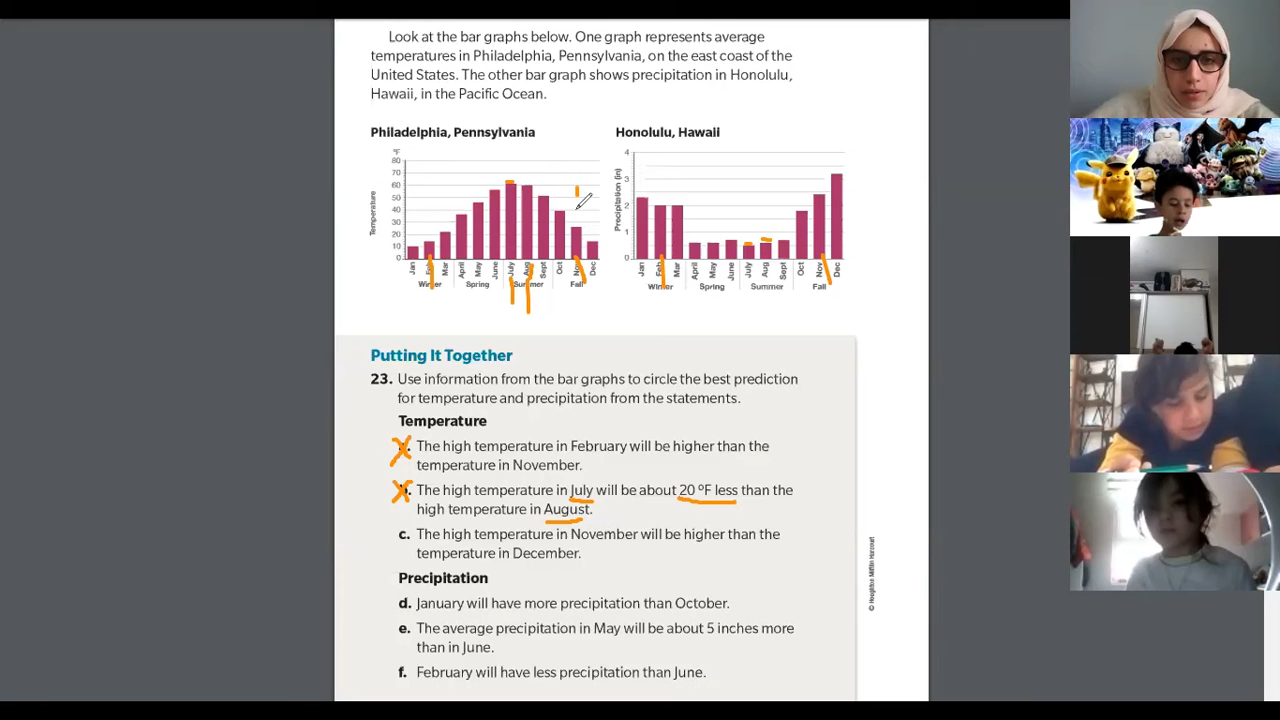 Look at the bar graphs below. One graph represents average
temperatures in Philadelphia, Pennsylvania, on the east coast of the
United States. The other bar graph shows precipitation in Honolulu,
Hawaii, in the Pacific Ocean.
Philadelphia, Pennsylvania
°F
80
70
60
50
40
30
20
10
0
Temperature
Jan
Feb
Mar
April
May
June
July
Aug
Sept
Oct
Nov
Dec
Winter
Spring
Summer
Fall
Honolulu, Hawaii
4
3
2
1
0
Precipitation (in)
Jan
Feb
Mar
April
May
June
July
Aug
Sept
Oct
Nov
Dec
Winter
Spring
Summer
Fall
Putting It Together
23. Use information from the bar graphs to circle the best prediction
for temperature and precipitation from the statements.
Temperature
a. The high temperature in February will be higher than the
temperature in November.
b. The high temperature in July will be about 20 °F less than the
high temperature in August.
c. The high temperature in November will be higher than the
temperature in December.
Precipitation
d. January will have more precipitation than October.
e. The average precipitation in May will be about 5 inches more
than in June.
f. February will have less precipitation than June.
© Houghton Mifflin Harcourt